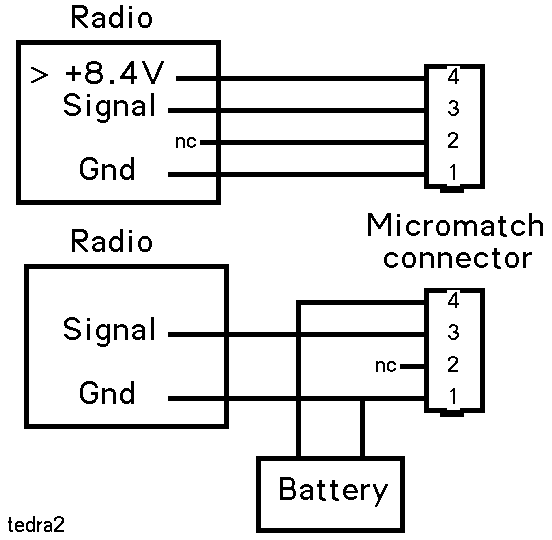 Radio
> +8.4V 4
Signal 3
nc 2
Gnd 1
Micromatch
connector
Radio
4
Signal 3
nc 2
Gnd 1
Battery
tedra2